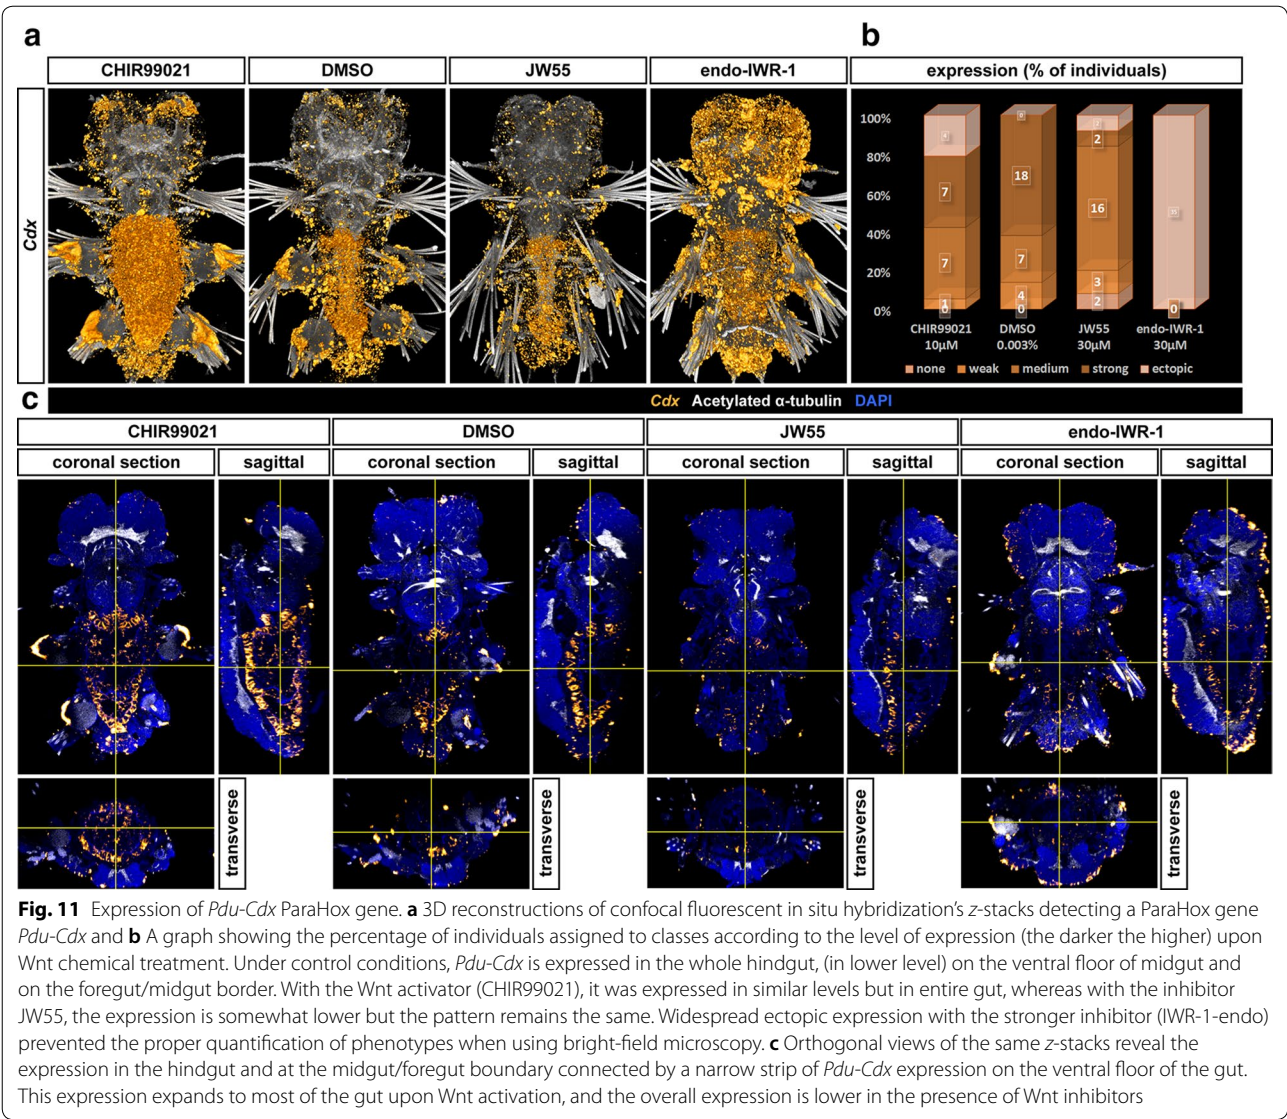 a
b
CHIR99021 DMSO JW55 endo-IWR-1 expression (% of individuals)
Cdx
100%
80%
60%
40%
20%
0%
4
7
7
1
0
8
18
7
4
0
2
16
3
2
0
CHIR99021 DMSO JW55 endo-IWR-1
10µM 0.003% 30µM 30µM
none weak medium strong ectopic
Cdx Acetylated α-tubulin DAPI
c
CHIR99021 DMSO JW55 endo-IWR-1
coronal section sagittal coronal section sagittal coronal section sagittal coronal section sagittal
transverse transverse transverse transverse
Fig. 11 Expression of Pdu-Cdx ParaHox gene. a 3D reconstructions of confocal fluorescent in situ hybridization's z-stacks detecting a ParaHox gene
Pdu-Cdx and b A graph showing the percentage of individuals assigned to classes according to the level of expression (the darker the higher) upon
Wnt chemical treatment. Under control conditions, Pdu-Cdx is expressed in the whole hindgut, (in lower level) on the ventral floor of midgut and
on the foregut/midgut border. With the Wnt activator (CHIR99021), it was expressed in similar levels but in entire gut, whereas with the inhibitor
JW55, the expression is somewhat lower but the pattern remains the same. Widespread ectopic expression with the stronger inhibitor (IWR-1-endo)
prevented the proper quantification of phenotypes when using bright-field microscopy. c Orthogonal views of the same z-stacks reveal the
expression in the hindgut and at the midgut/foregut boundary connected by a narrow strip of Pdu-Cdx expression on the ventral floor of the gut.
This expression expands to most of the gut upon Wnt activation, and the overall expression is lower in the presence of Wnt inhibitors